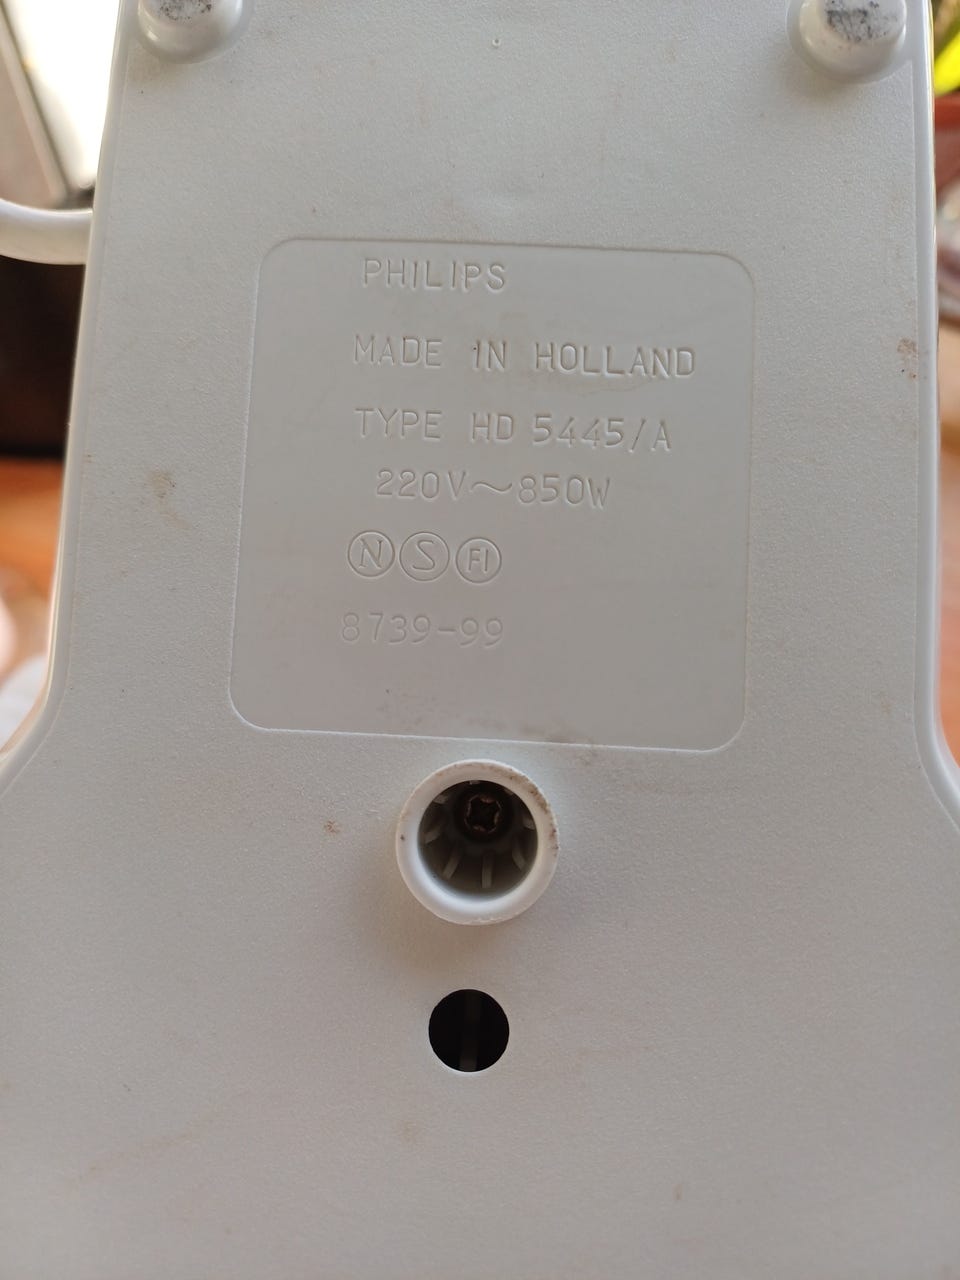 PHILIPS
MADE IN HOLLAND
TYPE HD 5445/A
220V～850W
N S FI
8739-99